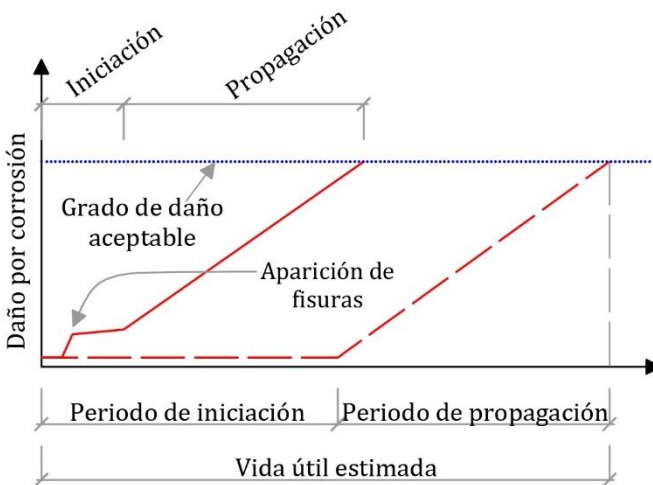 Iniciación
Propagación
Daño por corrosión
Grado de daño
aceptable
Aparición de
fisuras
Periodo de iniciación
Periodo de propagación
Vida útil estimada